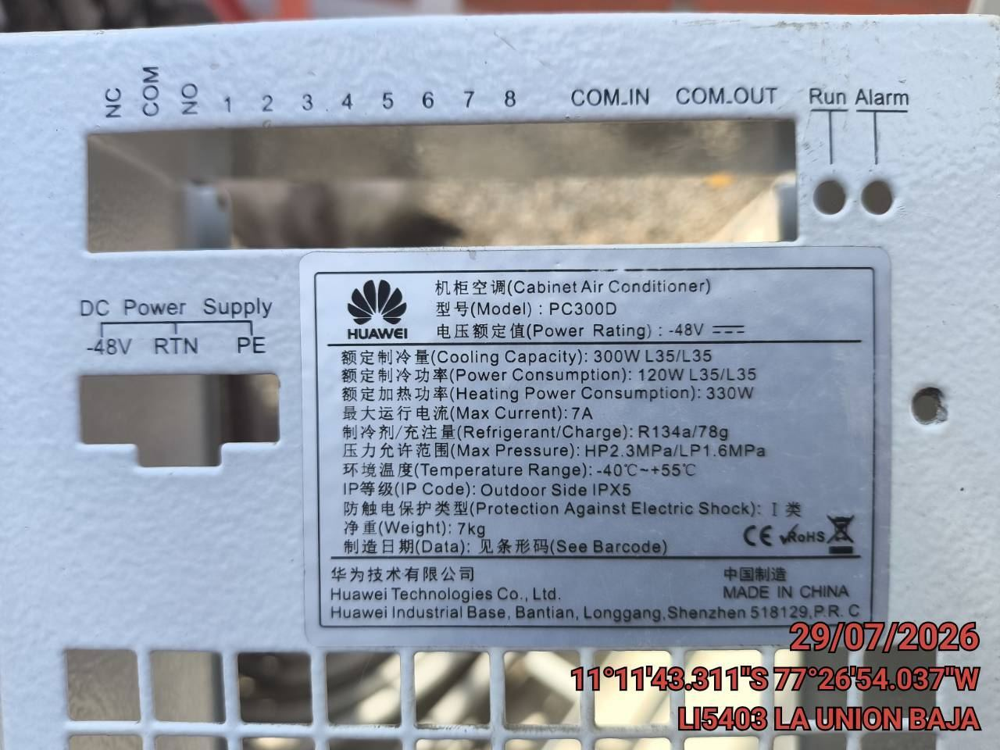 NC COM NO 1 2 3 4 5 6 7 8 COM_IN COM_OUT Run Alarm
DC Power Supply
-48V RTN PE
HUAWEI
机柜空调(Cabinet Air Conditioner)
型号(Model) : PC300D
电压额定值(Power Rating) : -48V
额定制冷量(Cooling Capacity): 300W L35/L35
额定制冷功率(Power Consumption): 120W L35/L35
额定加热功率(Heating Power Consumption): 330W
最大运行电流(Max Current): 7A
制冷剂/充注量(Refrigerant/Charge): R134a/78g
压力允许范围(Max Pressure): HP2.3MPa/LP1.6MPa
环境温度(Temperature Range): -40℃~+55℃
IP等级(IP Code): Outdoor Side IPX5
防触电保护类型(Protection Against Electric Shock): I 类
净重(Weight): 7kg
制造日期(Data): 见条形码(See Barcode)
CE RoHS
华为技术有限公司
中国制造
Huawei Technologies Co., Ltd.
MADE IN CHINA
Huawei Industrial Base, Bantian, Longgang,Shenzhen 518129,P.R. C
29/07/2026
11°11'43.311"S 77°26'54.037"W
LI5403 LA UNION BAJA